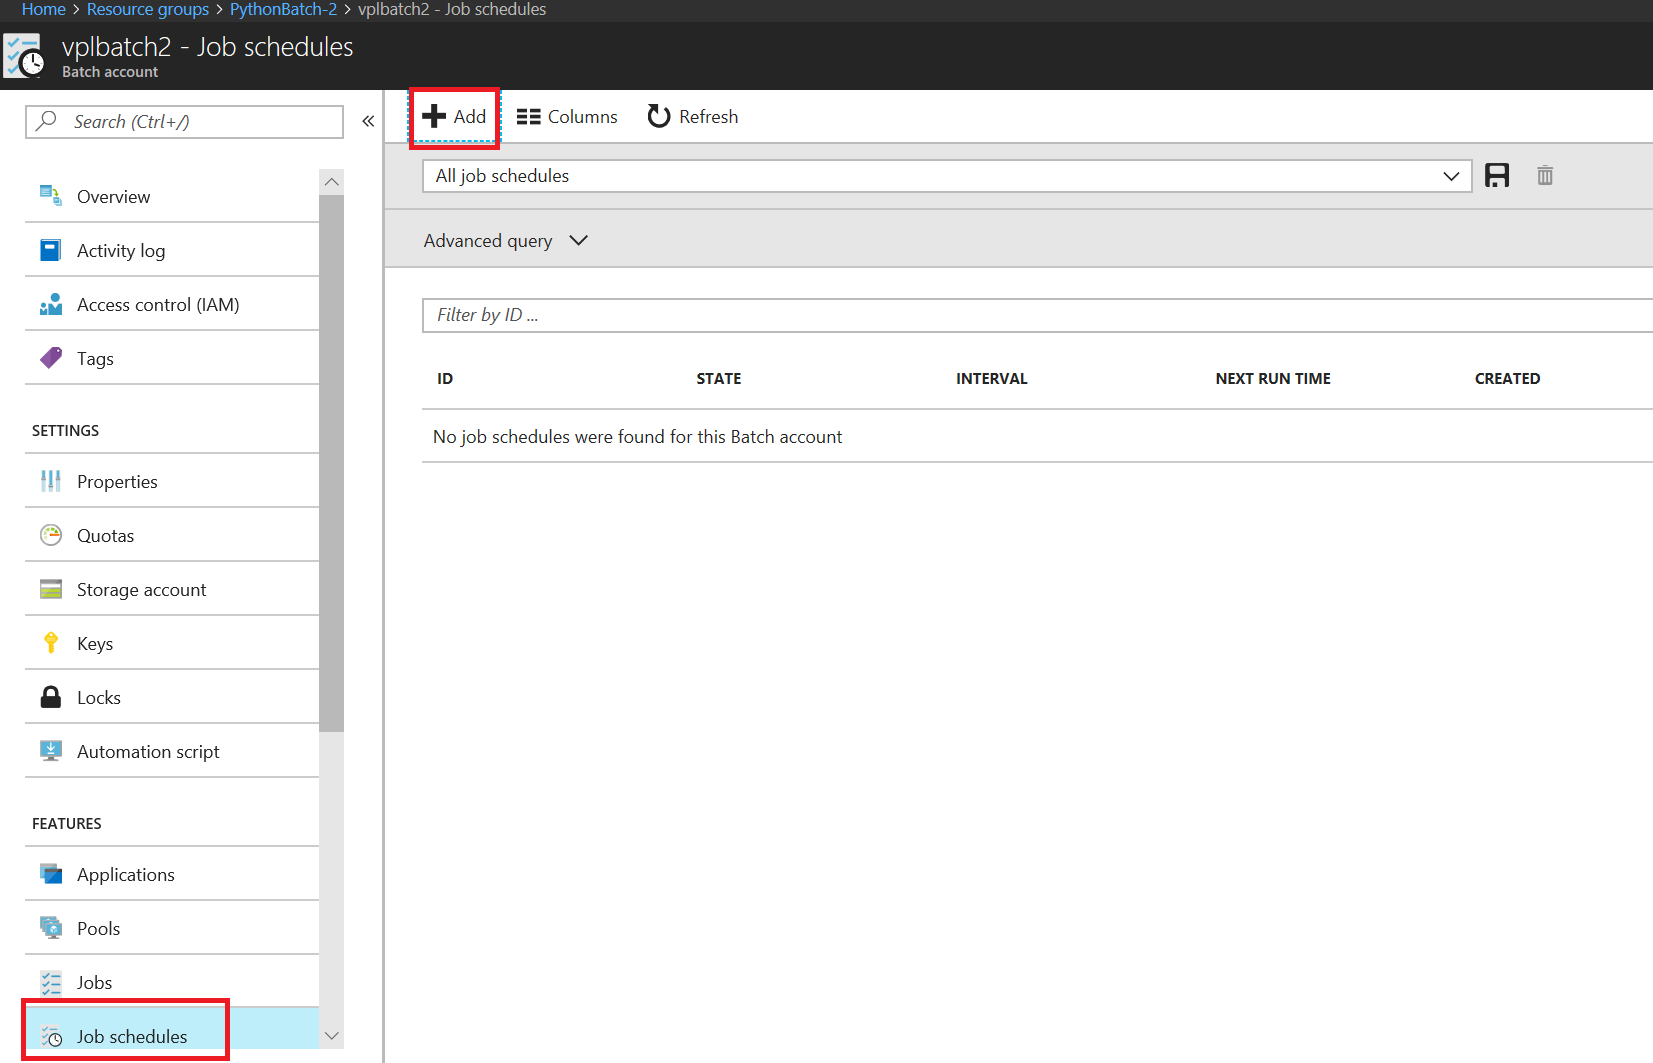 Home > Resource groups > PythonBatch-2 > vplbatch2 - Job schedules
vplbatch2 - Job schedules
Batch account
Search (Ctrl+/)
Overview
Activity log
Access control (IAM)
Tags
SETTINGS
Properties
Quotas
Storage account
Keys
Locks
Automation script
FEATURES
Applications
Pools
Jobs
Job schedules
Add Columns Refresh
All job schedules
Advanced query
Filter by ID ...
ID STATE INTERVAL NEXT RUN TIME CREATED
No job schedules were found for this Batch account